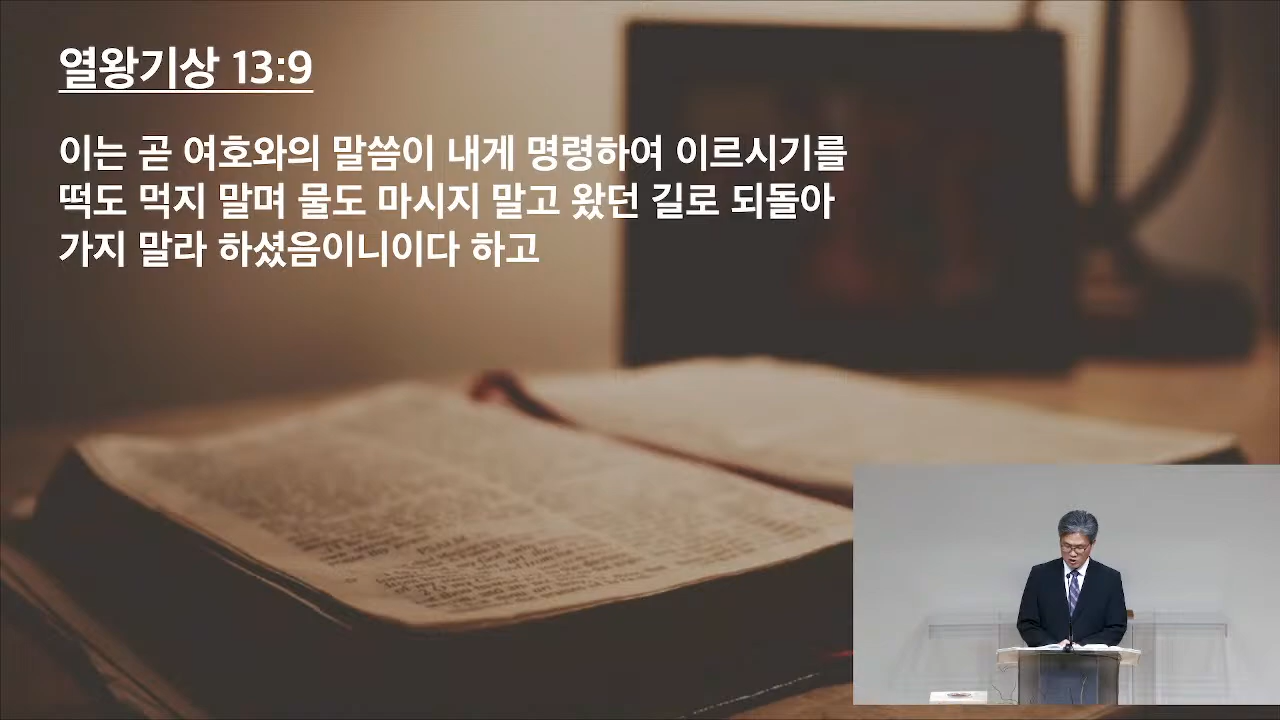 열왕기상 13:9
이는 곧 여호와의 말씀이 내게 명령하여 이르시기를
떡도 먹지 말며 물도 마시지 말고 왔던 길로 되돌아
가지 말라 하셨음이니이다 하고